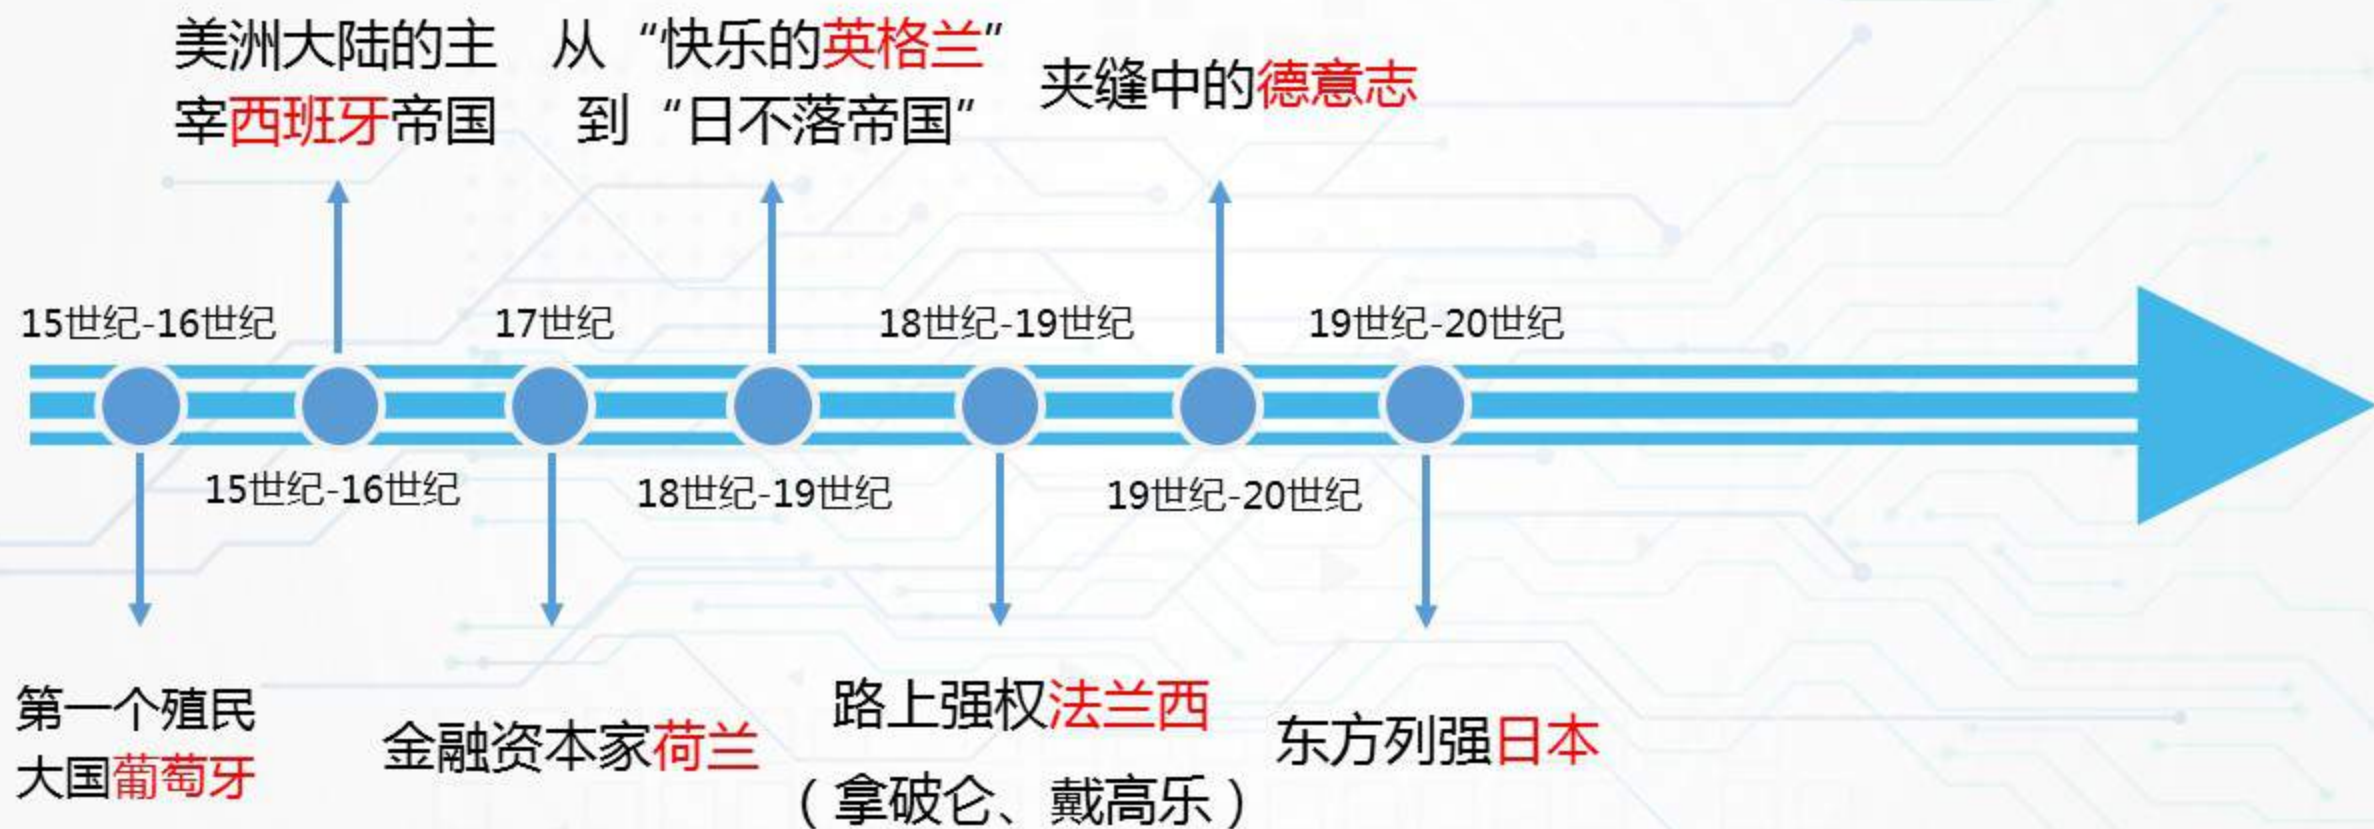 美洲大陆的主
宰西班牙帝国
从“快乐的英格兰”
到“日不落帝国”
夹缝中的德意志
15世纪-16世纪
17世纪
18世纪-19世纪
19世纪-20世纪
15世纪-16世纪
18世纪-19世纪
19世纪-20世纪
第一个殖民
大国葡萄牙
金融资本家荷兰
路上强权法兰西
（拿破仑、戴高乐）
东方列强日本